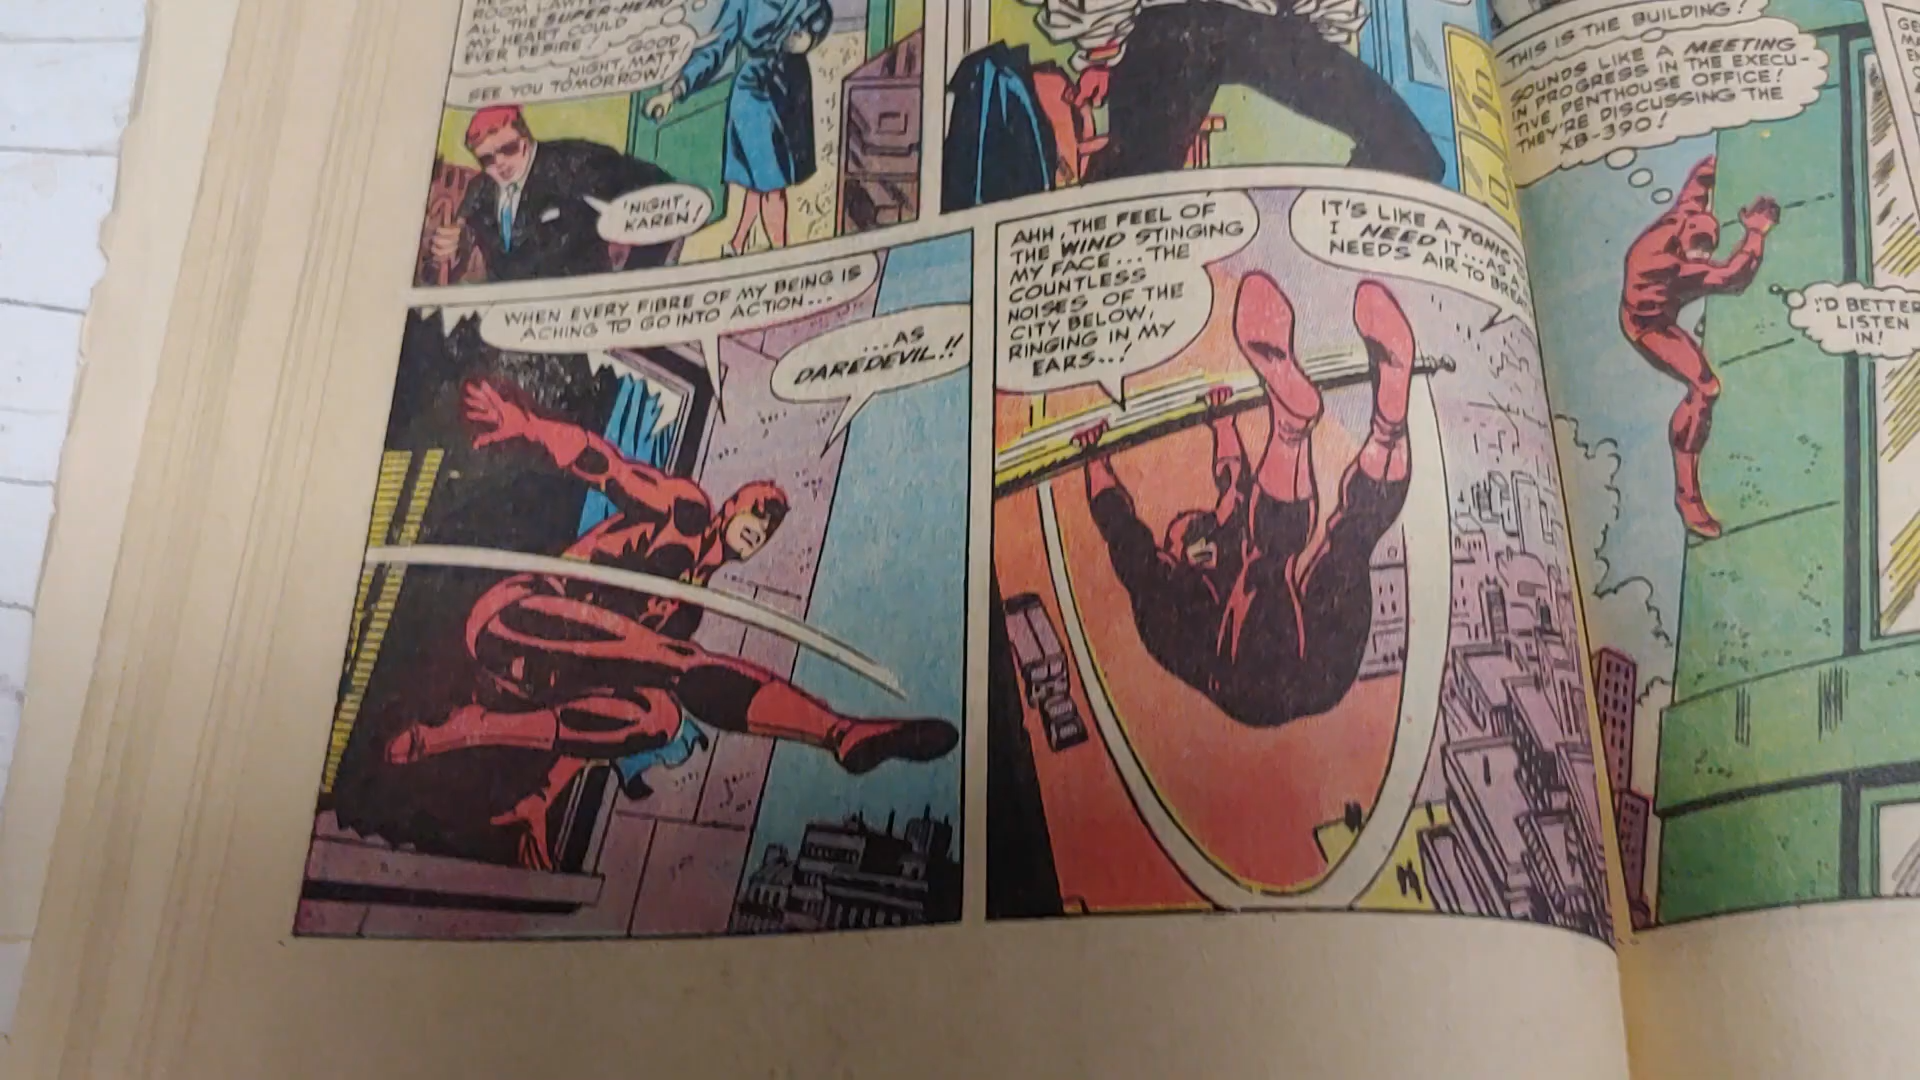 ROOM LAWYER
ALL THE SUPER-HERO
MY HEART COULD
EVER DESIRE!
GOOD
NIGHT, MATT!
SEE YOU TOMORROW!
'NIGHT,
KAREN!
WHEN EVERY FIBRE OF MY BEING IS
ACHING TO GO INTO ACTION...
...AS
DAREDEVIL!!
AHH, THE FEEL OF
THE WIND STINGING
MY FACE... THE
COUNTLESS
NOISES OF THE
CITY BELOW,
RINGING IN MY
EARS...!
IT'S LIKE A TONIC
I NEED IT... AS A
NEEDS AIR TO
THIS IS THE BUILDING!
SOUNDS LIKE A MEETING
IN PROGRESS IN THE EXECU-
TIVE PENTHOUSE OFFICE!
THEY'RE DISCUSSING THE
XB-390!
I'D BETTER
LISTEN
IN!